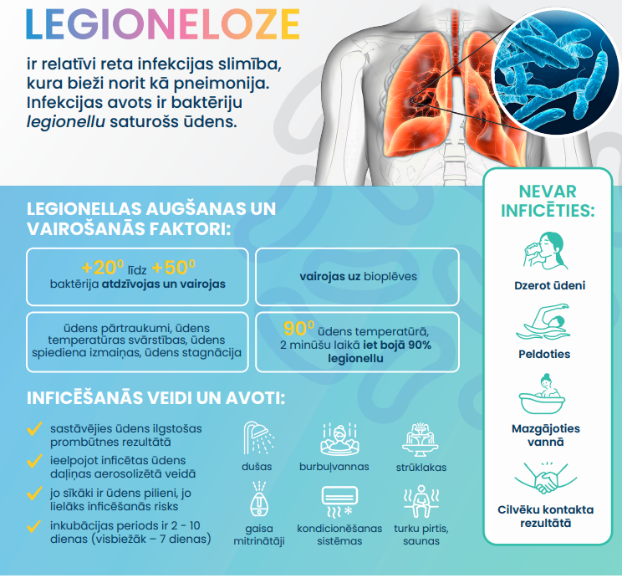 LEGIONELOZE
ir relatīvi reta infekcijas slimība,
kura bieži norit kā pneimonija.
Infekcijas avots ir baktēriju
legionellu saturošs ūdens.
LEGIONELLAS AUGŠANAS UN
VAIROŠANĀS FAKTORI:
+20⁰ līdz +50⁰
baktērija atdzīvojas un vairojas
vairojas uz bioplēves
ūdens pārtraukumi, ūdens
temperatūras svārstības, ūdens
spiediena izmaiņas, ūdens stagnācija
90⁰ ūdens temperatūrā,
2 minūšu laikā iet bojā 90%
legionellu
INFICĒŠANĀS VEIDI UN AVOTI:
sastāvējies ūdens ilgstošas
prombūtnes rezultātā
ieelpojot inficētas ūdens
daļiņas aerosolizētā veidā
jo sīkāki ir ūdens pilieni, jo
lielāks inficēšanās risks
inkubācijas periods ir 2 - 10
dienas (visbiežāk – 7 dienas)
dušas
burbuļvannas
strūklakas
gaisa
mitrinātāji
kondicionēšanas
sistēmas
turku pirtis,
saunas
NEVAR
INFICĒTIES:
Dzerot ūdeni
Peldoties
Mazgājoties
vannā
Cilvēku kontakta
rezultātā